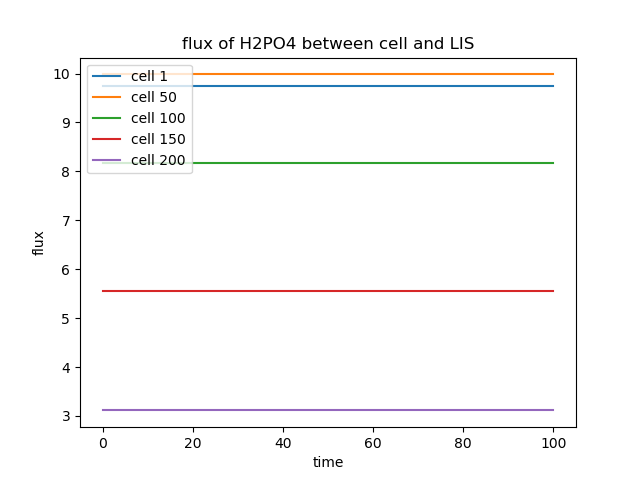 flux of H2PO4 between cell and LIS
cell 1
cell 50
cell 100
cell 150
cell 200
10
9
8
7
6
5
4
3
flux
0 20 40 60 80 100
time